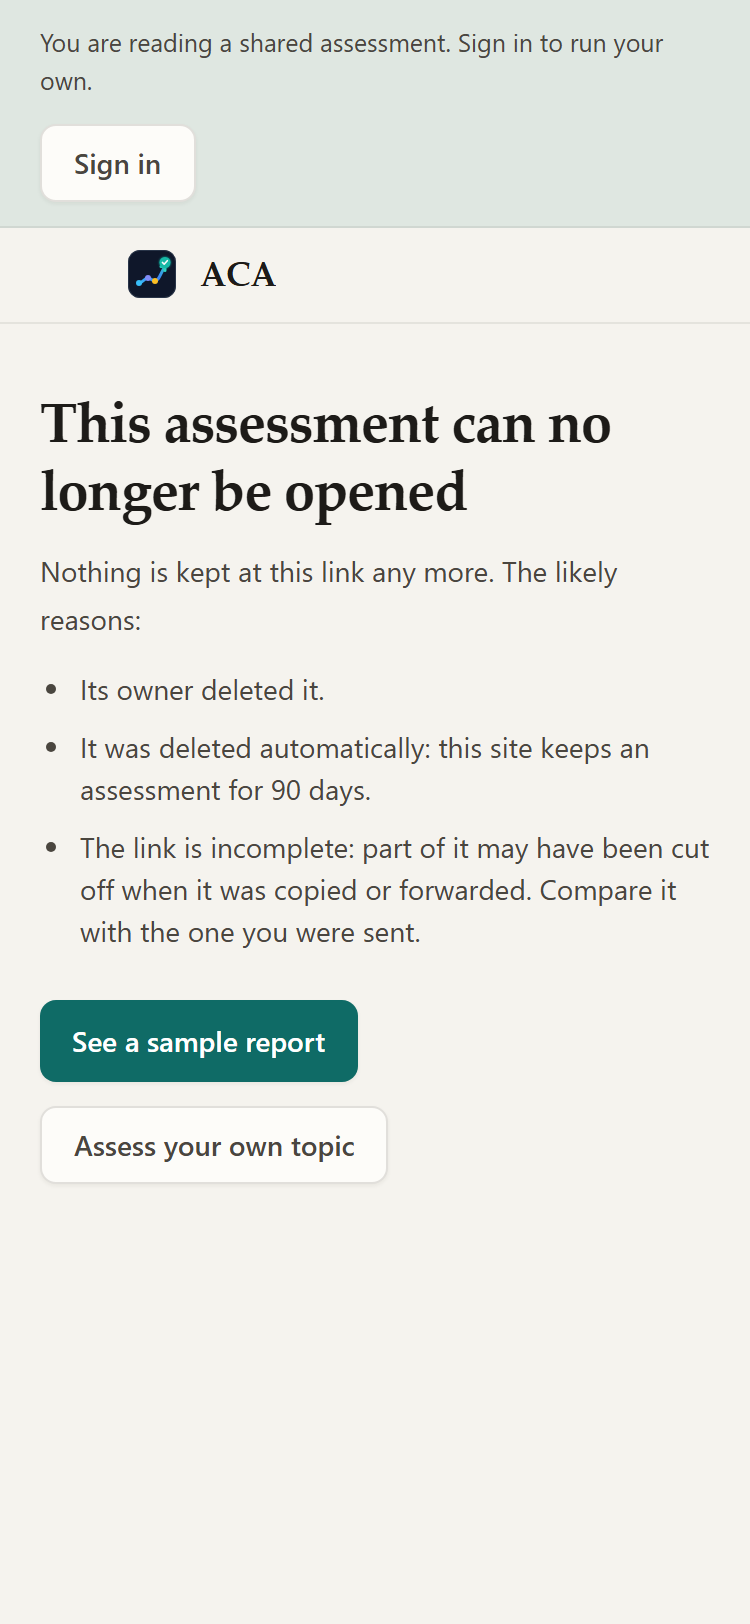 You are reading a shared assessment. Sign in to run your
own.
Sign in
ACA
This assessment can no
longer be opened
Nothing is kept at this link any more. The likely
reasons:
Its owner deleted it.
It was deleted automatically: this site keeps an
assessment for 90 days.
The link is incomplete: part of it may have been cut
off when it was copied or forwarded. Compare it
with the one you were sent.
See a sample report
Assess your own topic